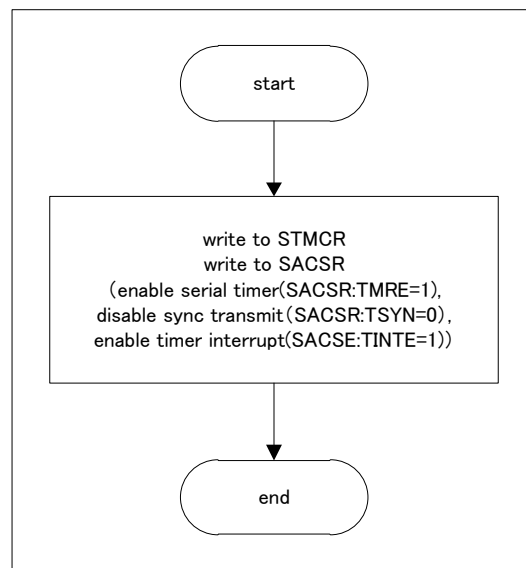 start
write to STMCR
write to SACSR
(enable serial timer(SACSR:TMRE=1),
disable sync transmit(SACSR:TSYN=0),
enable timer interrupt(SACSE:TINTE=1))
end